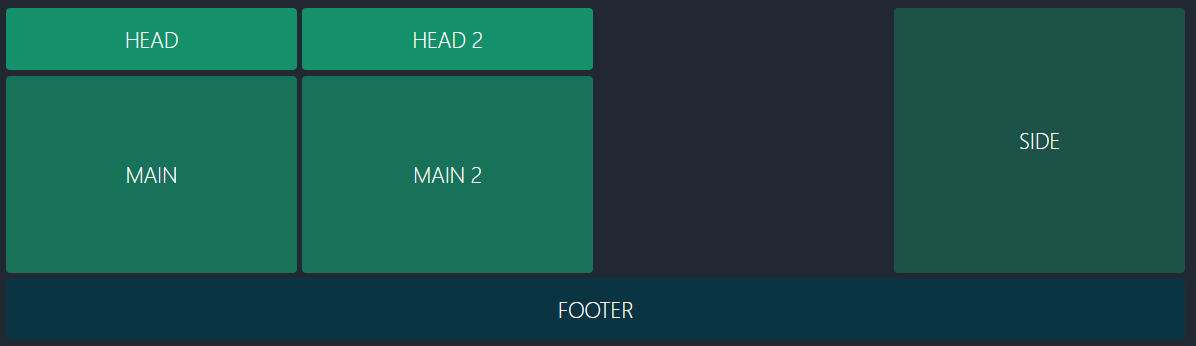 HEAD
HEAD 2
SIDE
MAIN
MAIN 2
FOOTER